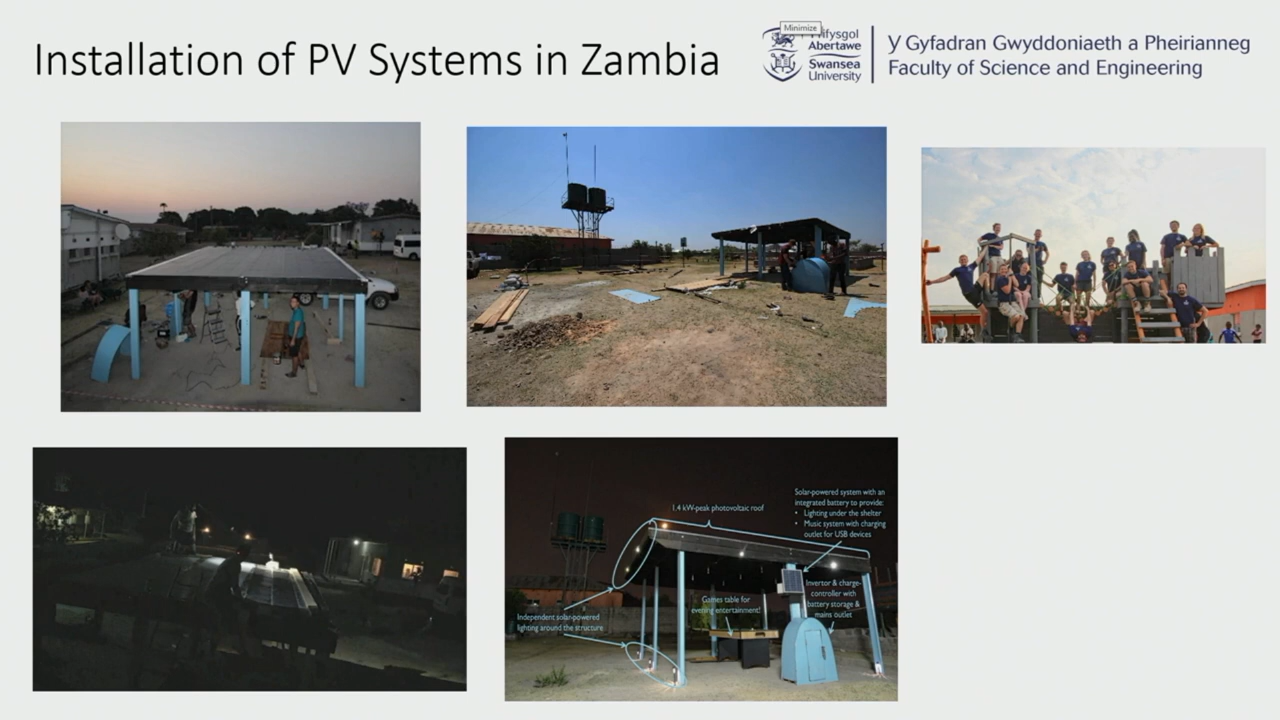 Installation of PV Systems in Zambia
Minimize
Abertawe
Swansea
University
Y Gyfadran Gwyddoniaeth a Pheirianneg
Faculty of Science and Engineering
1.4 kW-peak photovoltaic roof
Solar-powered system with an
integrated battery to provide:
• Lighting under the shelter
• Music system with charging
outlet for USB devices
Invertor & charge-
controller with
battery storage &
mains outlet
Games table for
evening entertainment!
Independent solar-powered
lighting around the structure